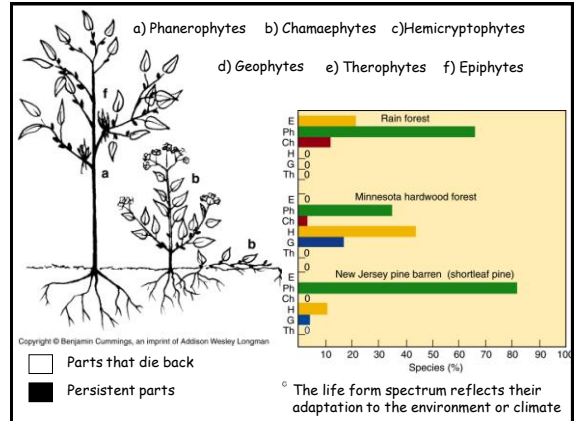 a) Phanerophytes b) Chamaephytes c)Hemicryptophytes
d) Geophytes e) Therophytes f) Epiphytes
f
a
b
b
Rain forest
E
Ph
Ch
H 0
G 0
Th 0
Minnesota hardwood forest
E 0
Ph
Ch
H
G
Th 0
0
New Jersey pine barren (shortleaf pine)
E
Ph
Ch 0
H
G
Th 0
10 20 30 40 50 60 70 80 90 100
Species (%)
Copyright © Benjamin Cummings, an imprint of Addison Wesley Longman
Parts that die back
Persistent parts
The life form spectrum reflects their
adaptation to the environment or climate